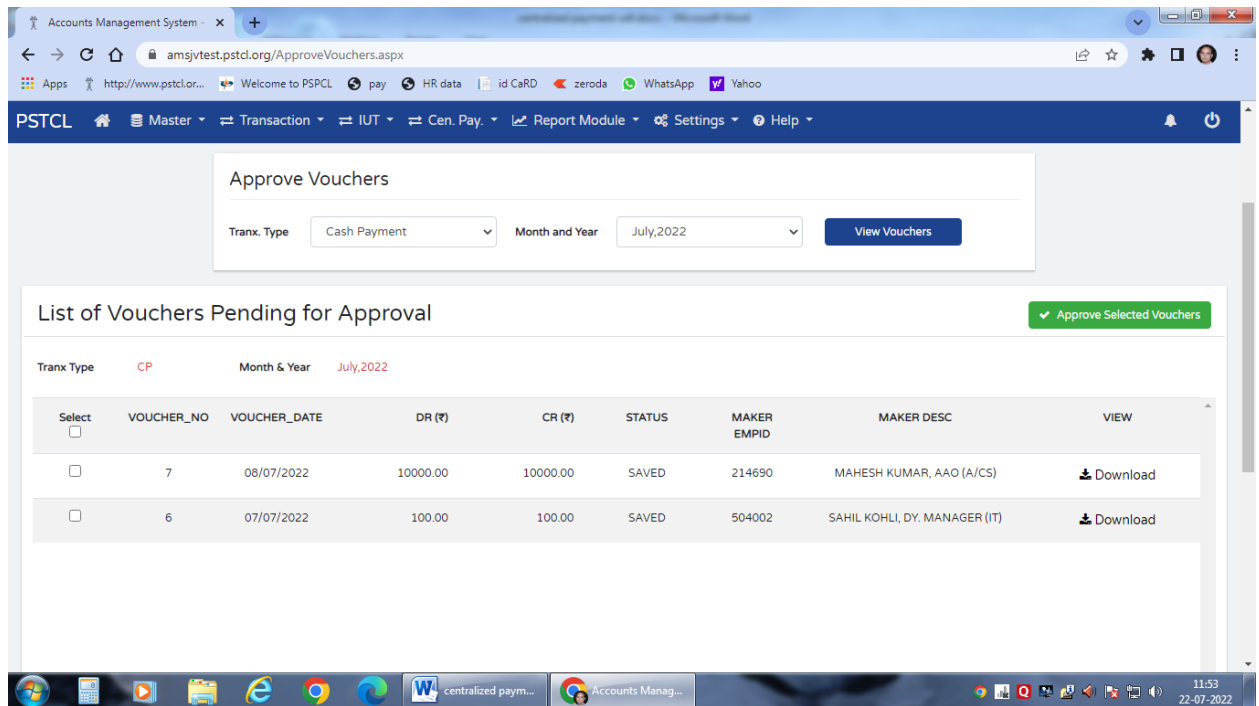 Accounts Management System -
amsjvtest.pstcl.org/ApproveVouchers.aspx
Apps http://www.pstcl.or... Welcome to PSPCL pay HR data id CaRD zeroda WhatsApp Yahoo
PSTCL Master Transaction IUT Cen. Pay. Report Module Settings Help
Approve Vouchers
Tranx. Type Cash Payment Month and Year July,2022 View Vouchers
List of Vouchers Pending for Approval Approve Selected Vouchers
Tranx Type CP Month & Year July,2022
Select VOUCHER_NO VOUCHER_DATE DR (₹) CR (₹) STATUS MAKER EMPID MAKER DESC VIEW
7 08/07/2022 10000.00 10000.00 SAVED 214690 MAHESH KUMAR, AAO (A/CS) Download
6 07/07/2022 100.00 100.00 SAVED 504002 SAHIL KOHLI, DY. MANAGER (IT) Download
centralized paym... Accounts Manag... 11:53
22-07-2022